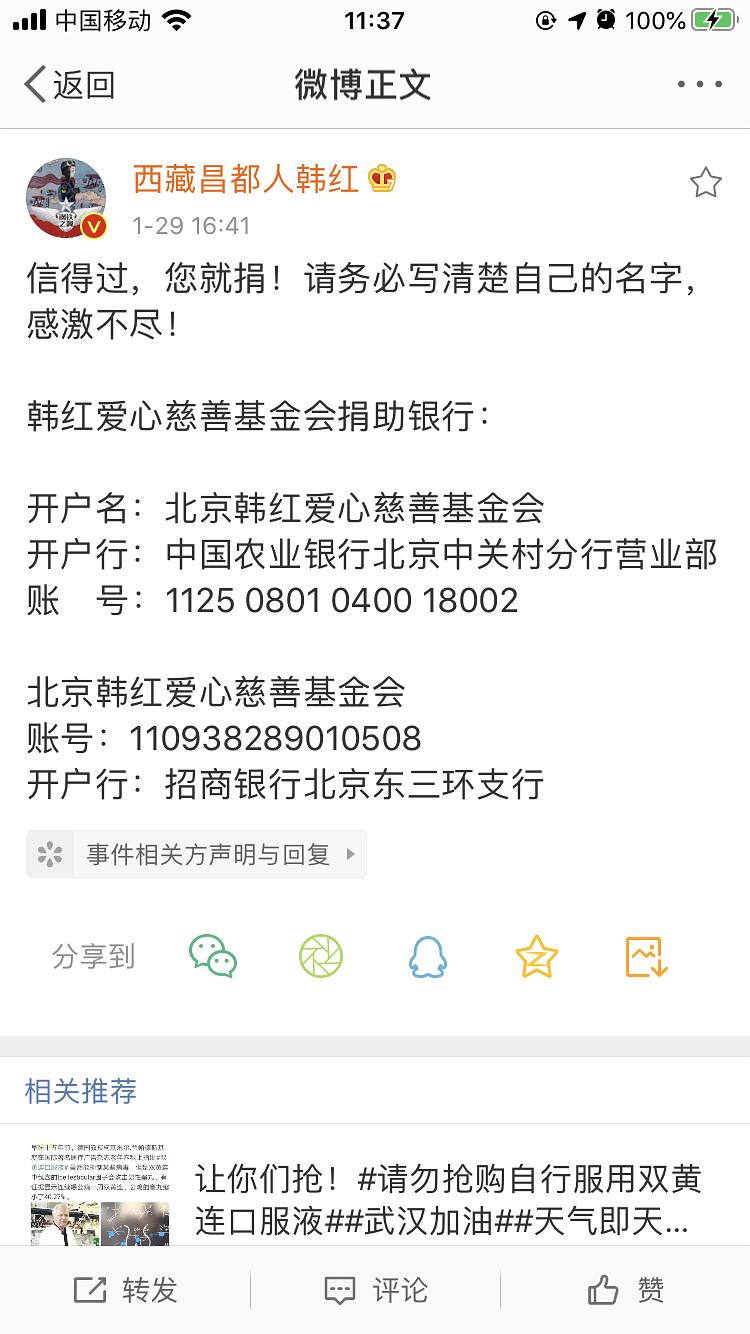 中国移动 11:37 100%
返回 微博正文
西藏昌都人韩红
1-29 16:41
信得过，您就捐！请务必写清楚自己的名字，
感激不尽！
韩红爱心慈善基金会捐助银行：
开户名：北京韩红爱心慈善基金会
开户行：中国农业银行北京中关村分行营业部
账 号：1125 0801 0400 18002
北京韩红爱心慈善基金会
账号：110938289010508
开户行：招商银行北京东三环支行
事件相关方声明与回复
分享到
相关推荐
让你们抢！#请勿抢购自行服用双黄
连口服液##武汉加油##天气即天...
转发 评论 赞